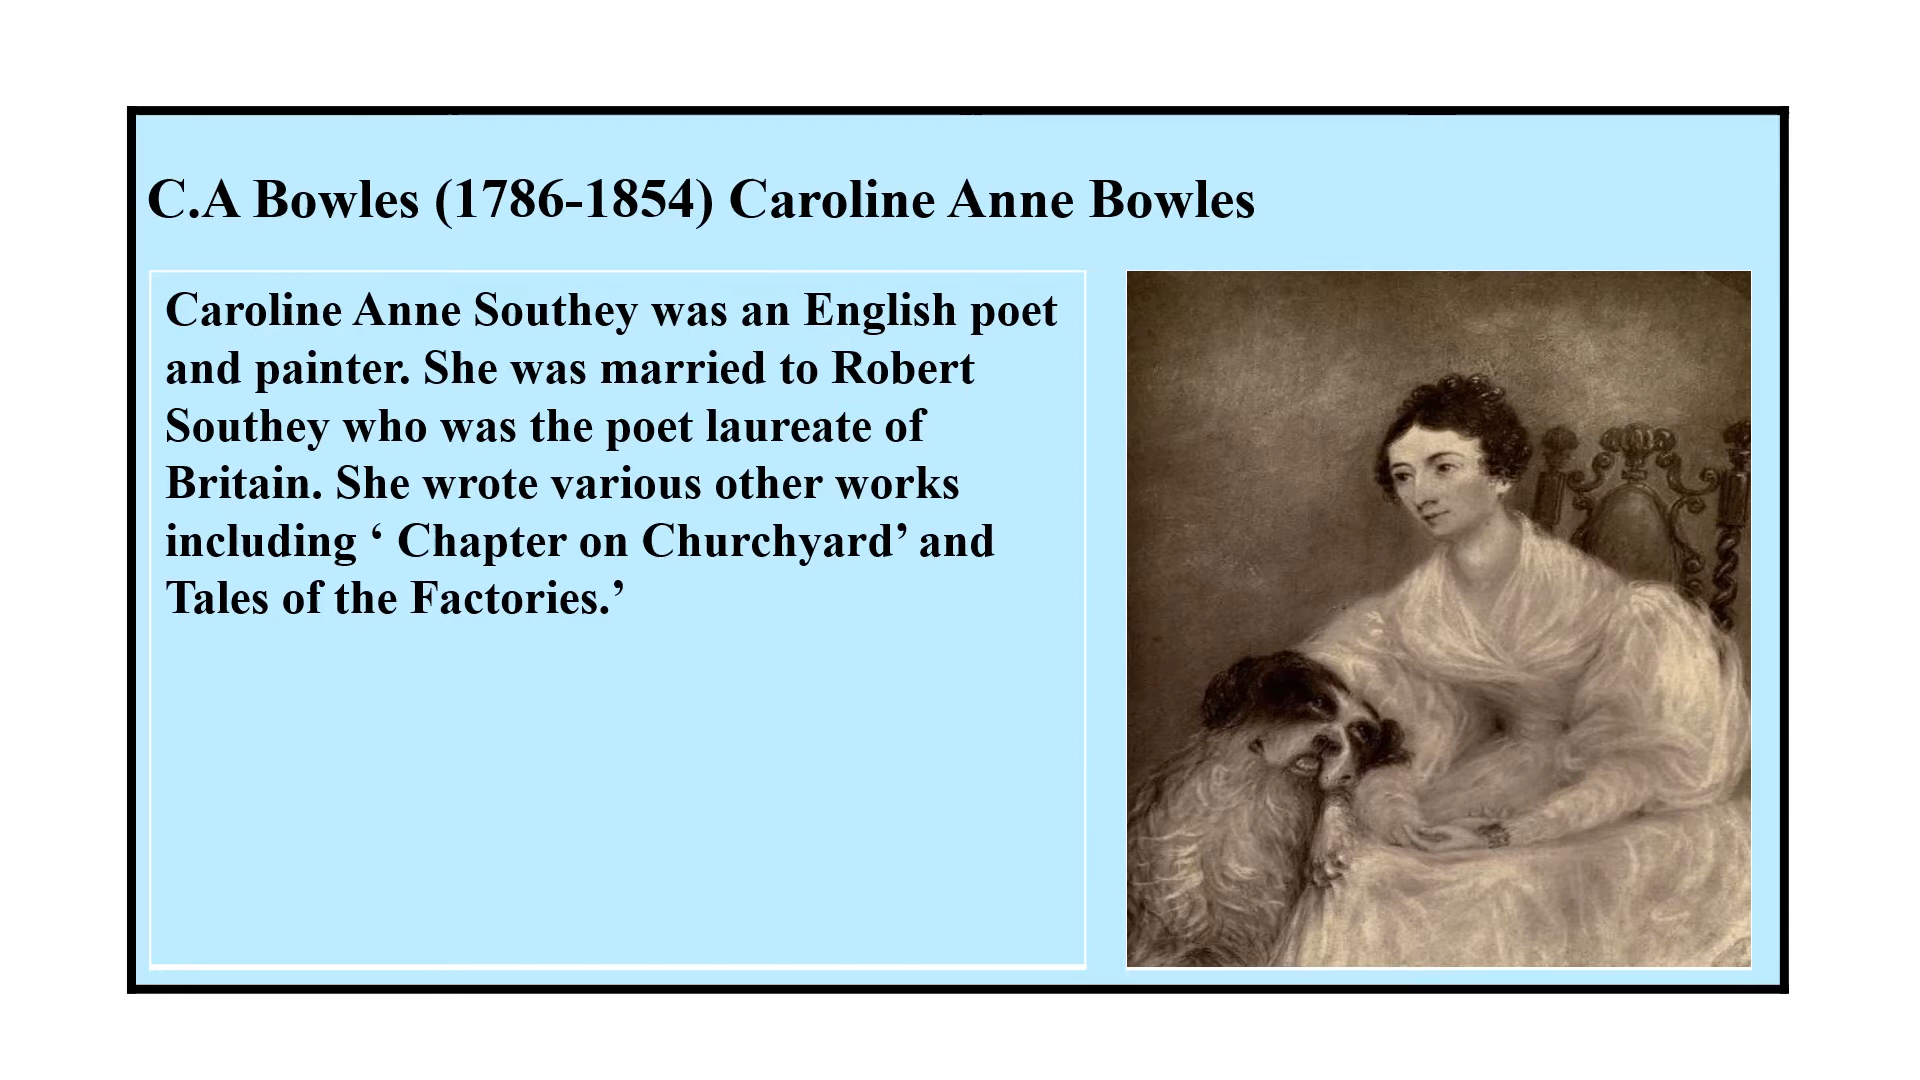 C.A Bowles (1786-1854) Caroline Anne Bowles
Caroline Anne Southey was an English poet
and painter. She was married to Robert
Southey who was the poet laureate of
Britain. She wrote various other works
including ‘ Chapter on Churchyard’ and
Tales of the Factories.’